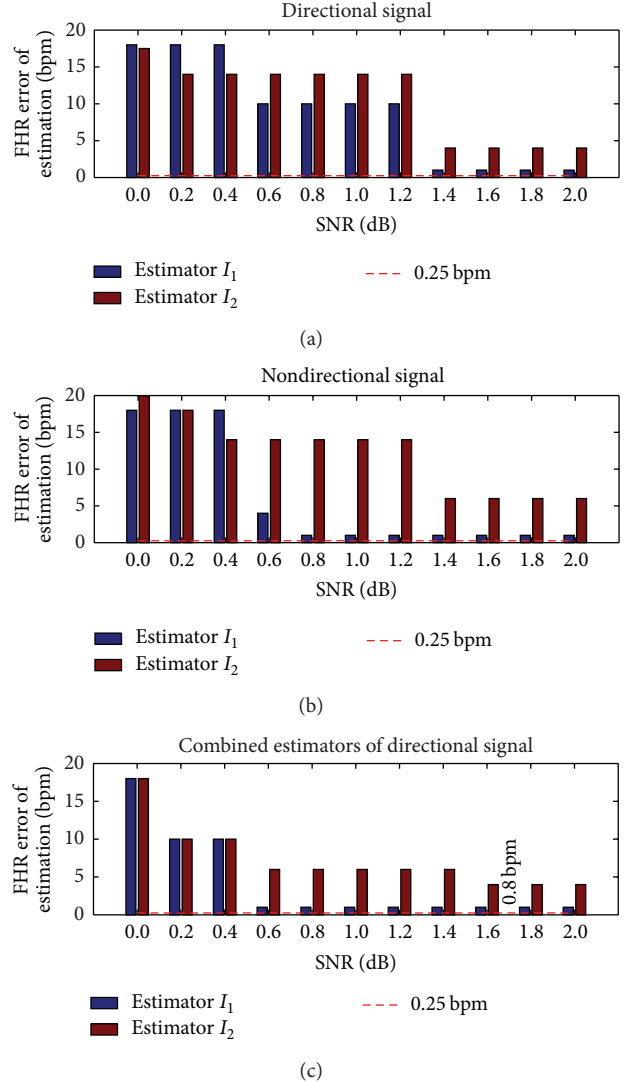 Directional signal
FHR error of
estimation (bpm)
20
15
10
5
0
0.0 0.2 0.4 0.6 0.8 1.0 1.2 1.4 1.6 1.8 2.0
SNR (dB)
Estimator I1
Estimator I2
0.25 bpm
(a)
Nondirectional signal
FHR error of
estimation (bpm)
20
15
10
5
0
0.0 0.2 0.4 0.6 0.8 1.0 1.2 1.4 1.6 1.8 2.0
SNR (dB)
Estimator I1
Estimator I2
0.25 bpm
(b)
Combined estimators of directional signal
FHR error of
estimation (bpm)
20
15
10
5
0
0.8 bpm
0.0 0.2 0.4 0.6 0.8 1.0 1.2 1.4 1.6 1.8 2.0
SNR (dB)
Estimator I1
Estimator I2
0.25 bpm
(c)